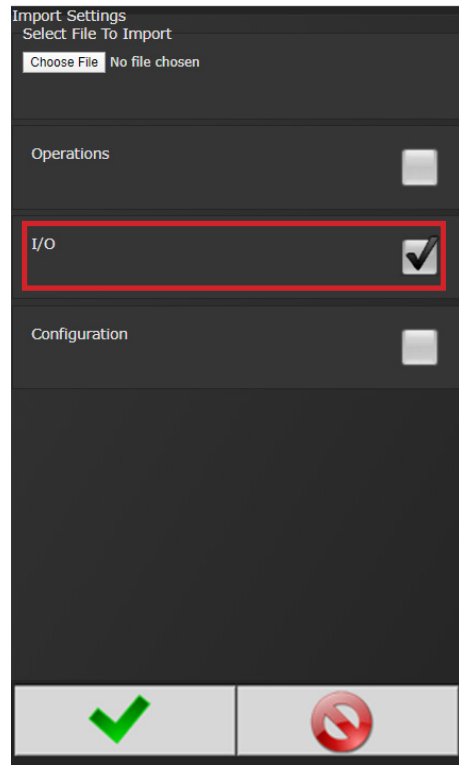 Import Settings
Select File To Import
Choose File No file chosen
Operations
I/O
Configuration